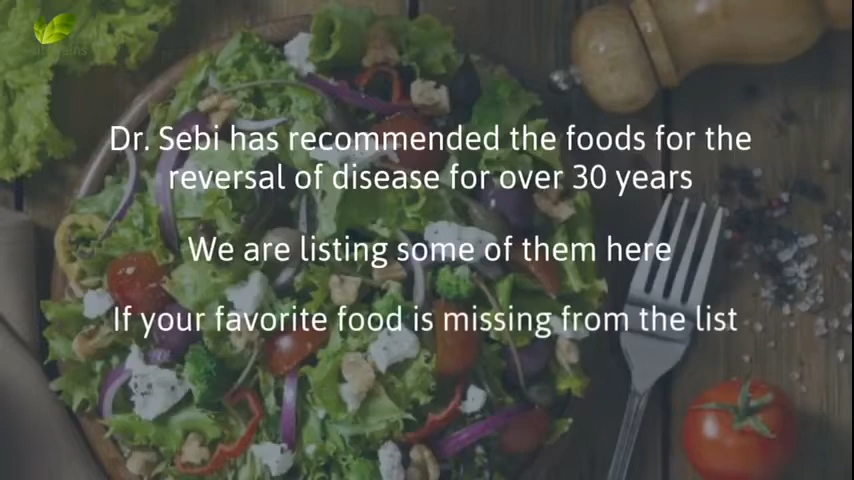 Dr. Sebi has recommended the foods for the
reversal of disease for over 30 years
We are listing some of them here
If your favorite food is missing from the list